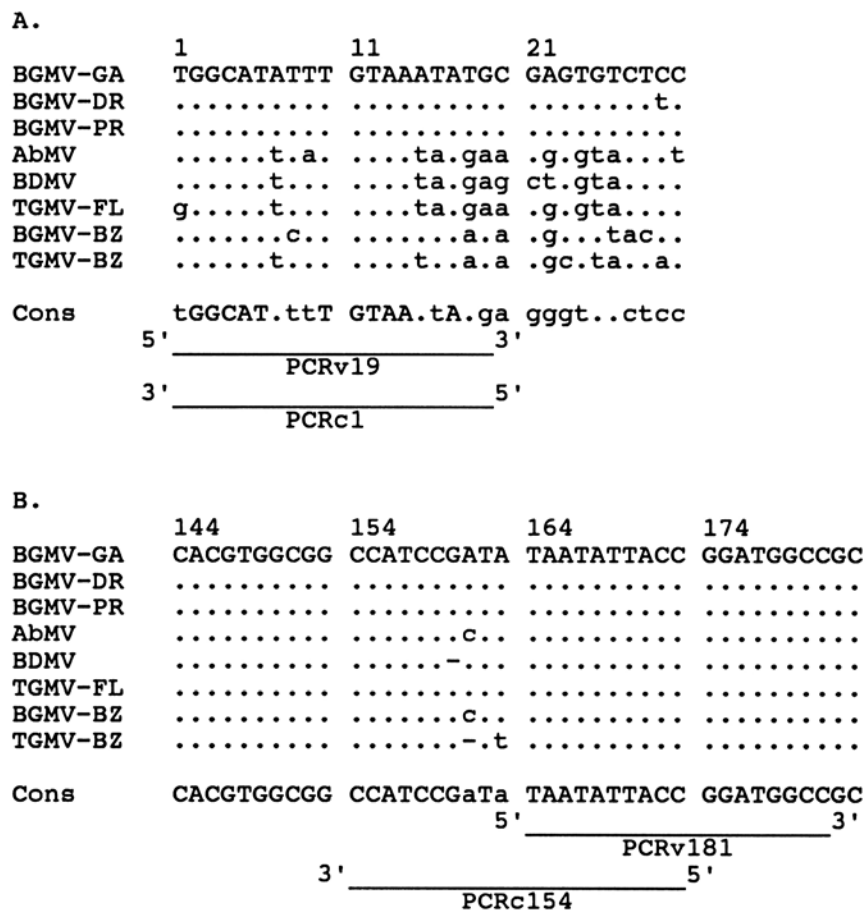 A.
1 11 21
BGMV-GA TGGCATATTT GTAAATATGC GAGTGTCTCC
BGMV-DR .......... .......... ........t.
BGMV-PR .......... .......... ..........
AbMV ......t.a. ....ta.gaa .g.gta...t
BDMV ......t... ....ta.gag ct.gta....
TGMV-FL g.....t... ....ta.gaa .g.gta....
BGMV-BZ .......c.. .......a.a .g...tac..
TGMV-BZ ......t... ....t..a.a .gc.ta..a.
Cons tGGCAT.ttT GTAA.tA.ga gggt..ctcc
5' 3'
PCRv19
3' 5'
PCRc1
B.
144 154 164 174
BGMV-GA CACGTGGCGG CCATCCGATA TAATATTACC GGATGGCCGC
BGMV-DR .......... .......... .......... ..........
BGMV-PR .......... .......... .......... ..........
AbMV .......... .......c.. .......... ..........
BDMV .......... ......-... .......... ..........
TGMV-FL .......... .......... .......... ..........
BGMV-BZ .......... .......c.. .......... ..........
TGMV-BZ .......... .......-.t .......... ..........
Cons CACGTGGCGG CCATCCGaTa TAATATTACC GGATGGCCGC
5' 3'
PCRv181
3' 5'
PCRc154